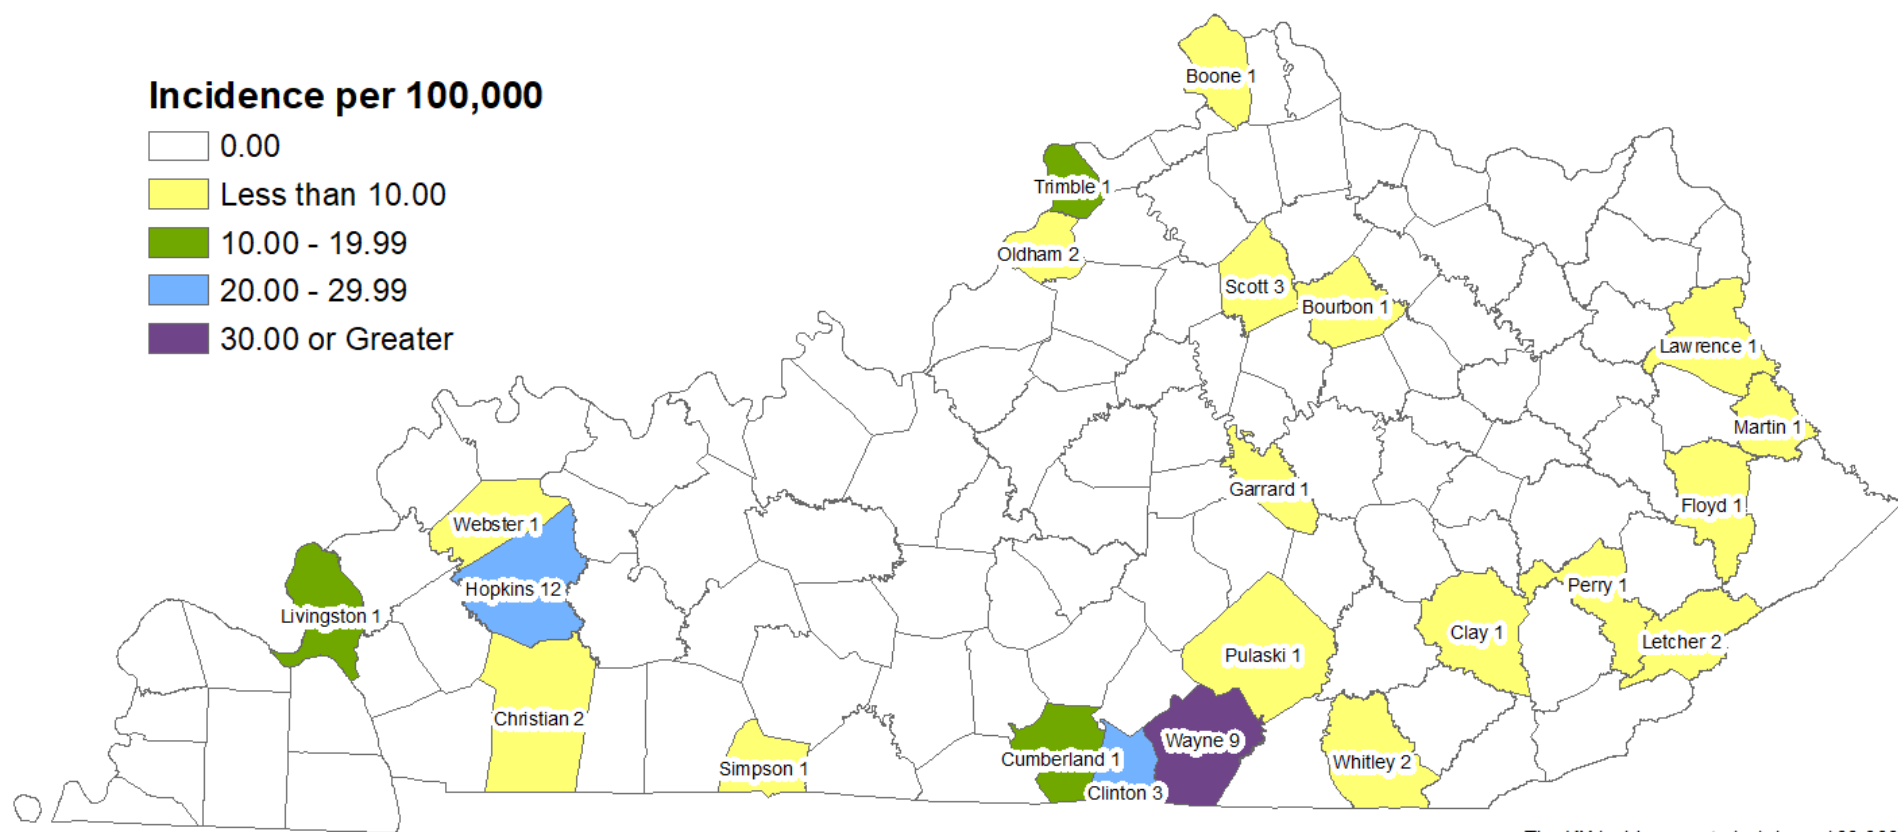 Incidence per 100,000
0.00
Less than 10.00
10.00 - 19.99
20.00 - 29.99
30.00 or Greater
Boone 1
Trimble 1
Oldham 2
Scott 3
Bourbon 1
Lawrence 1
Martin 1
Garrard 1
Floyd 1
Webster 1
Hopkins 12
Perry 1
Livingston 1
Clay 1
Letcher 2
Pulaski 1
Christian 2
Wayne 9
Cumberland 1
Whitley 2
Simpson 1
Clinton 3